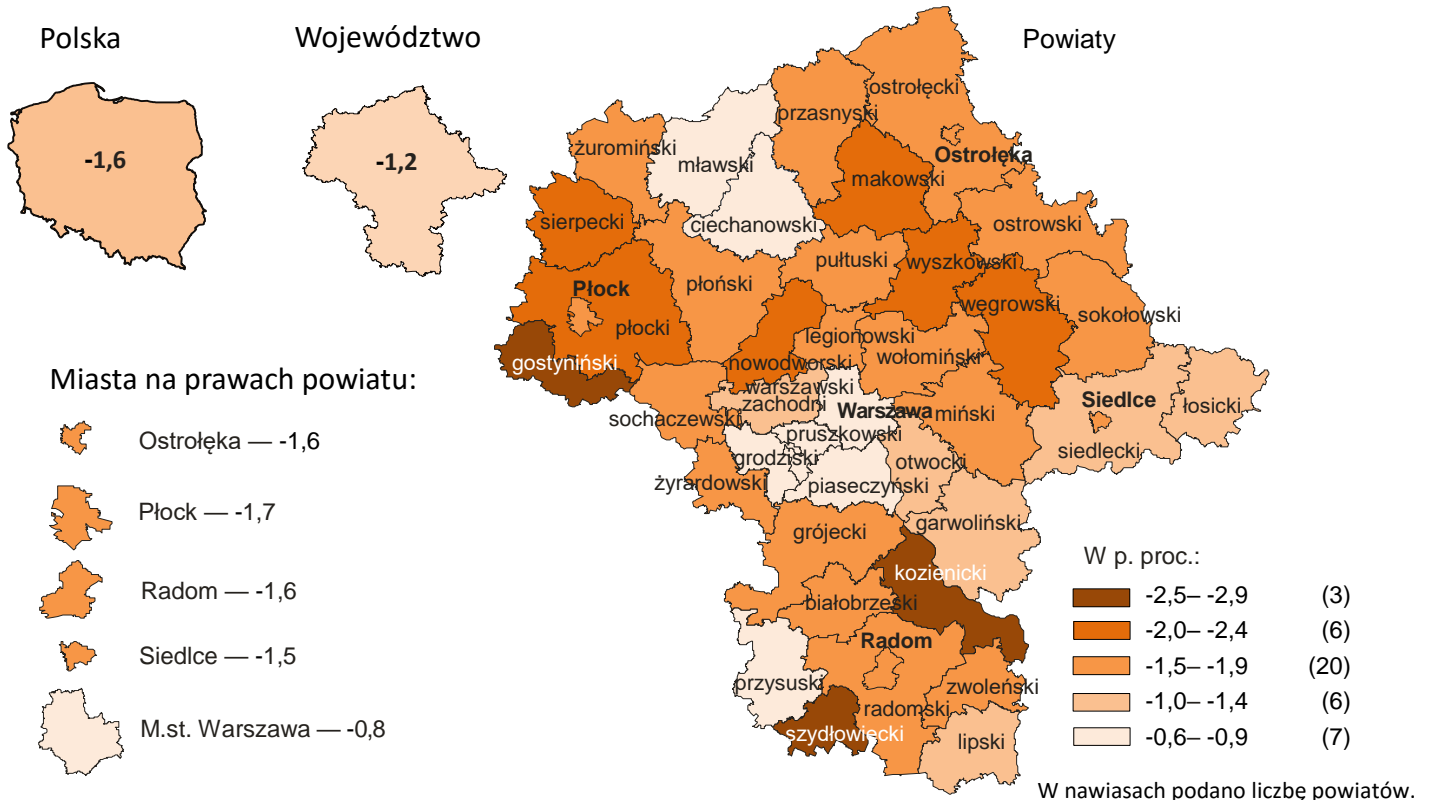 Polska
Województwo
Powiaty
-1,6
-1,2
Miasta na prawach powiatu:
Ostrołęka — -1,6
Płock — -1,7
Radom — -1,6
Siedlce — -1,5
M.st. Warszawa — -0,8
ostrołęcki
przasnyski
żuromiński
mławski
Ostrołęka
makowski
sierpecki
ciechanowski
ostrowski
pułtuski
wyszkowski
płoński
Płock
węgrowski
sokołowski
płocki
legionowski
wołomiński
gostyniński
nowodworski
warszawski
zachodni
Warszawa
miński
Siedlce
łosicki
sochaczewski
pruszkowski
siedlecki
grodziski
otwocki
żyrardowski
piaseczyński
garwoliński
grójecki
kozienicki
białobrzeski
Radom
przysuski
zwoleński
radomski
szydłowiecki
lipski
W p. proc.:
-2,5– -2,9 (3)
-2,0– -2,4 (6)
-1,5– -1,9 (20)
-1,0– -1,4 (6)
-0,6– -0,9 (7)
W nawiasach podano liczbę powiatów.